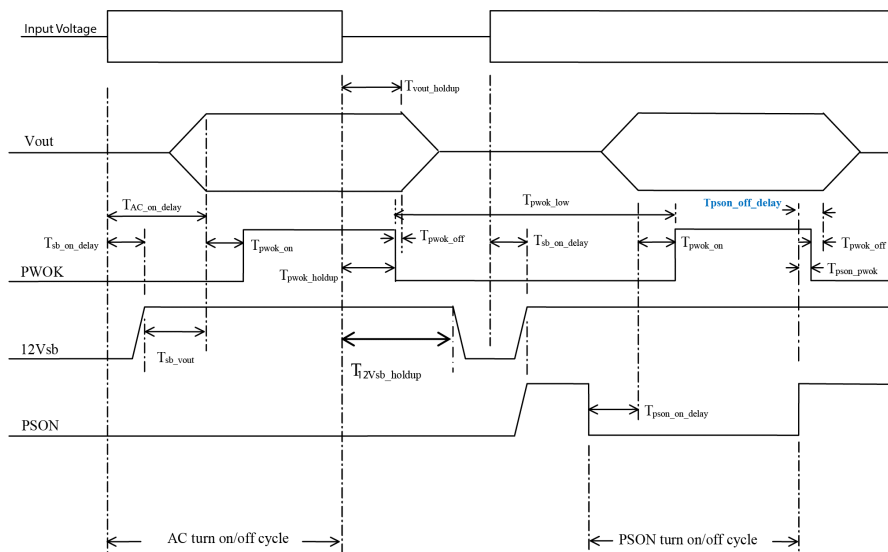 Input Voltage
Tvout_holdup
Vout
TAC_on_delay
Tpwok_low
Tpson_off_delay
Tsb_on_delay
Tpwok_on
Tpwok_off
Tsb_on_delay
Tpwok_on
Tpwok_off
PWOK
Tpwok_holdup
Tpson_pwok
12Vsb
Tsb_vout
T12Vsb_holdup
PSON
Tpson_on_delay
AC turn on/off cycle
PSON turn on/off cycle